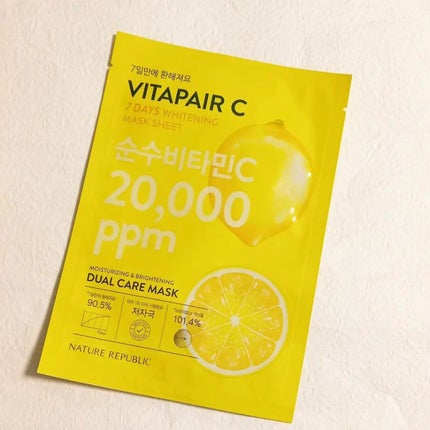 7일만에 환해져요
VITAPAIR C
7 DAYS WHITENING
MASK SHEET
순수비타민C
20,000
ppm
MOISTURIZING & BRIGHTENING
DUAL CARE MASK
90.5%
저자극
101.4%
NATURE REPUBLIC